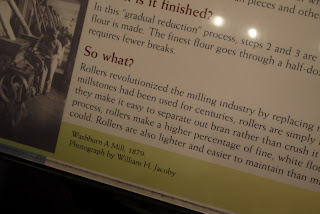 pieces and othe
is it finished?
In this "gradual reduction" process, steps 2 and 3 are
flour is made. The finest flour goes through a half-do
requires fewer breaks.
So what?
Rollers revolutionized the milling industry by replacing
millstones had been used for centuries, rollers are simply
they make it easy to separate out bran rather than crush it
process, rollers make a higher percentage of fine, white flo
could. Rollers are also lighter and easier to maintain than m
Washburn A Mill, 1879.
Photograph by William H. Jacoby